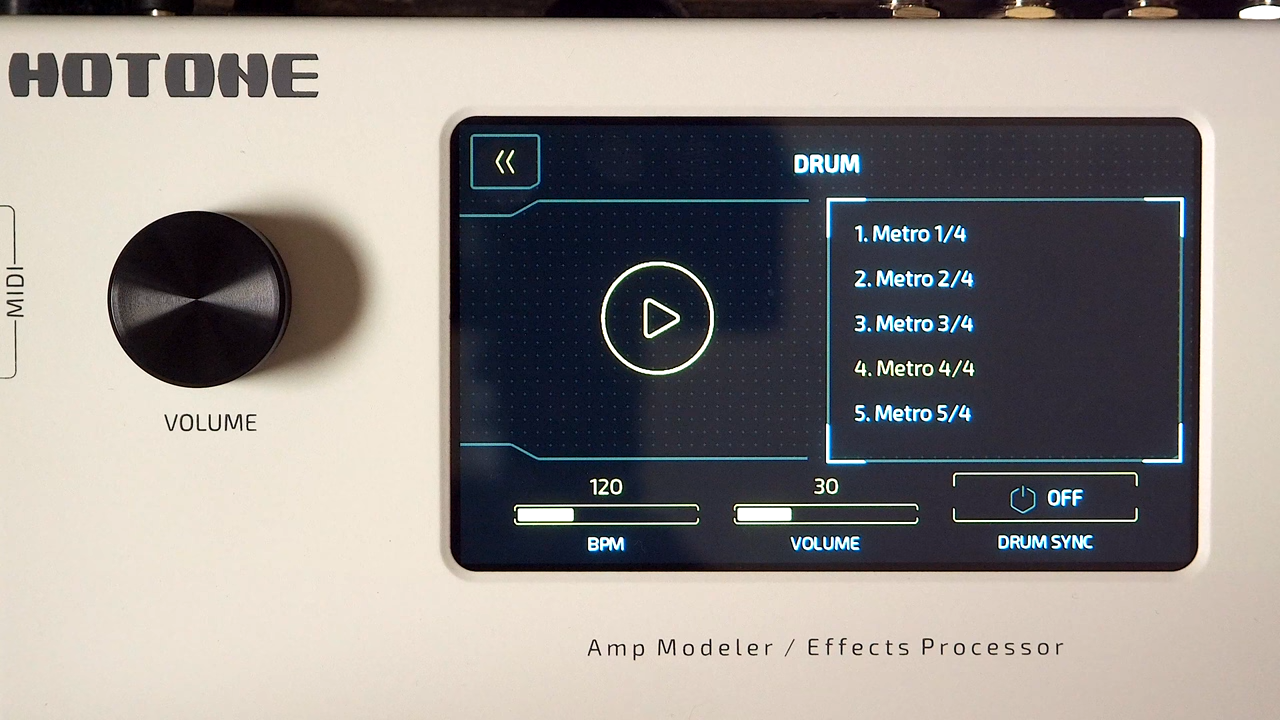 HOTONE
MIDI
VOLUME
DRUM
1. Metro 1/4
2. Metro 2/4
3. Metro 3/4
4. Metro 4/4
5. Metro 5/4
120
BPM
30
VOLUME
OFF
DRUM SYNC
Amp Modeler / Effects Processor